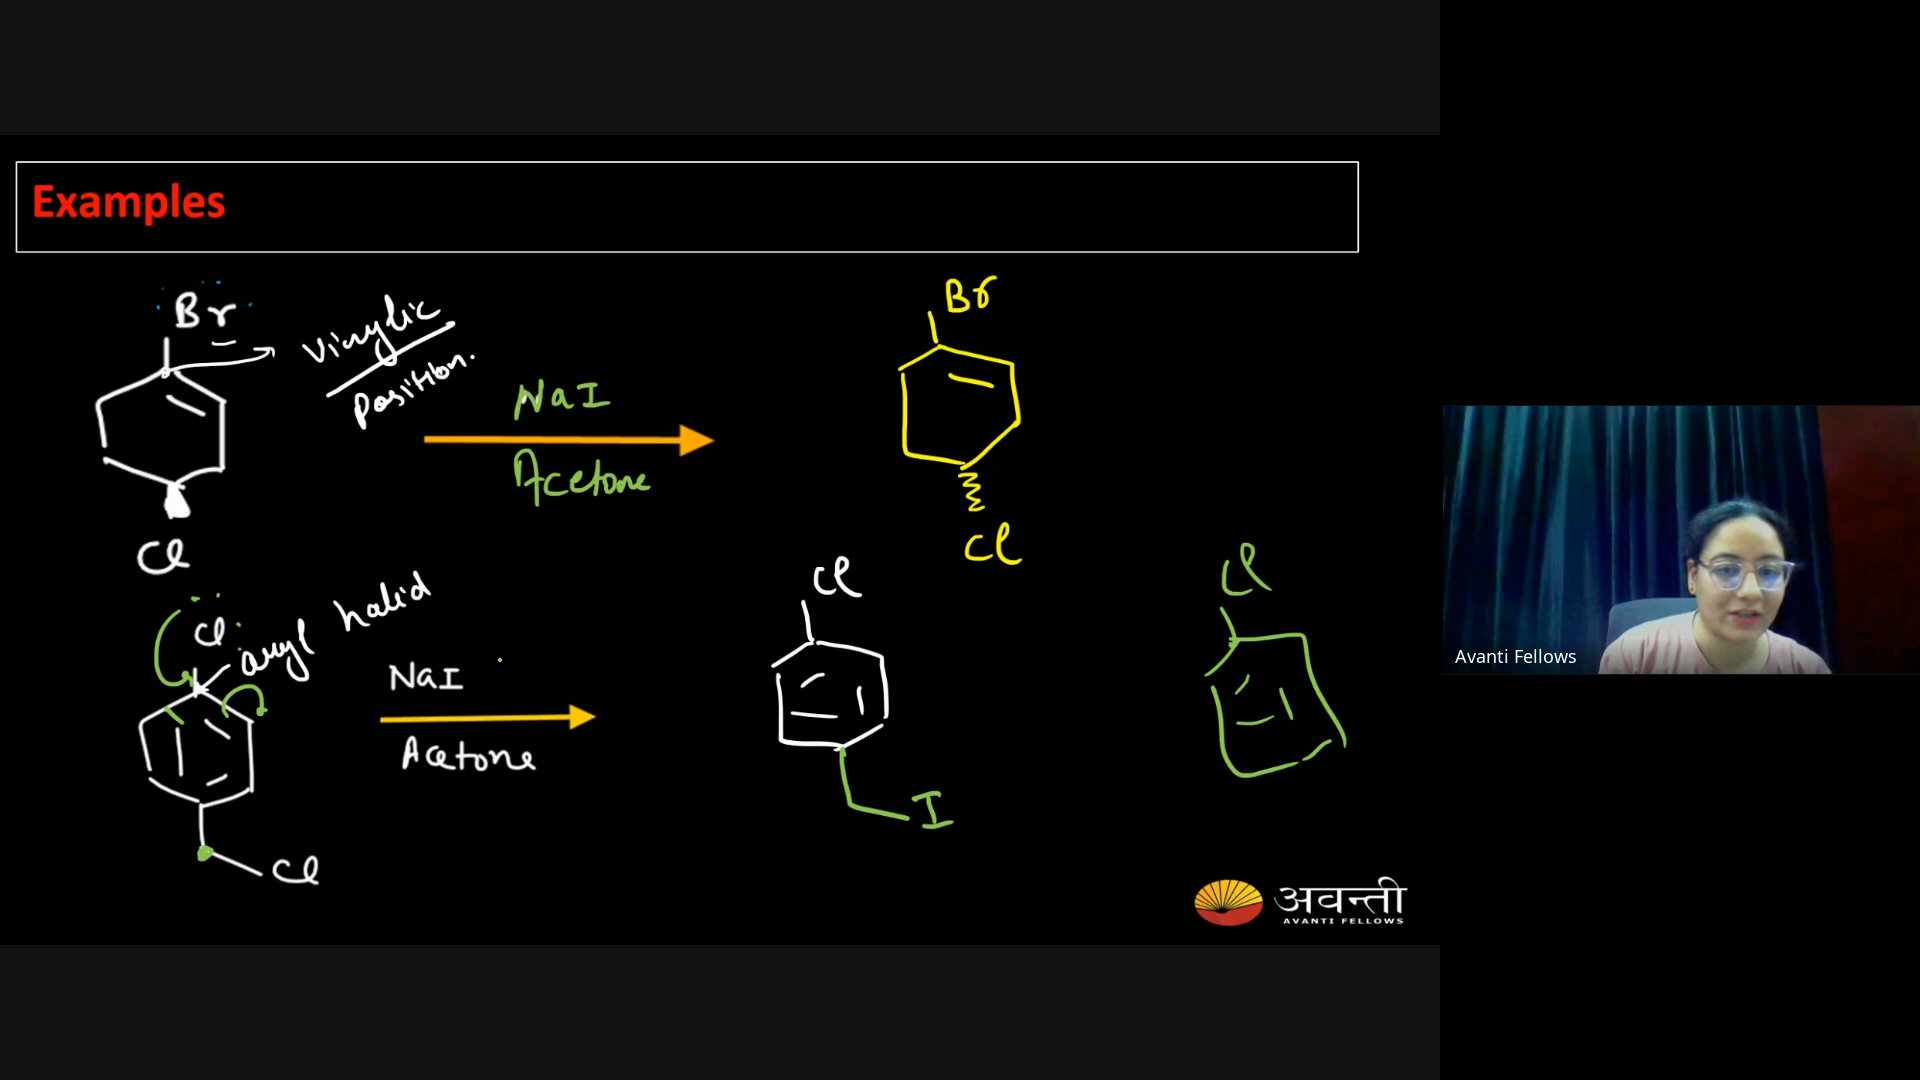 Examples
Br
Vinylic
position.
NaI
Acetone
Cl
Br
Cl
Cl
aryl halid
NaI
Acetone
Cl
Cl
I
Cl
Avanti Fellows
अवन्ती
AVANTI FELLOWS